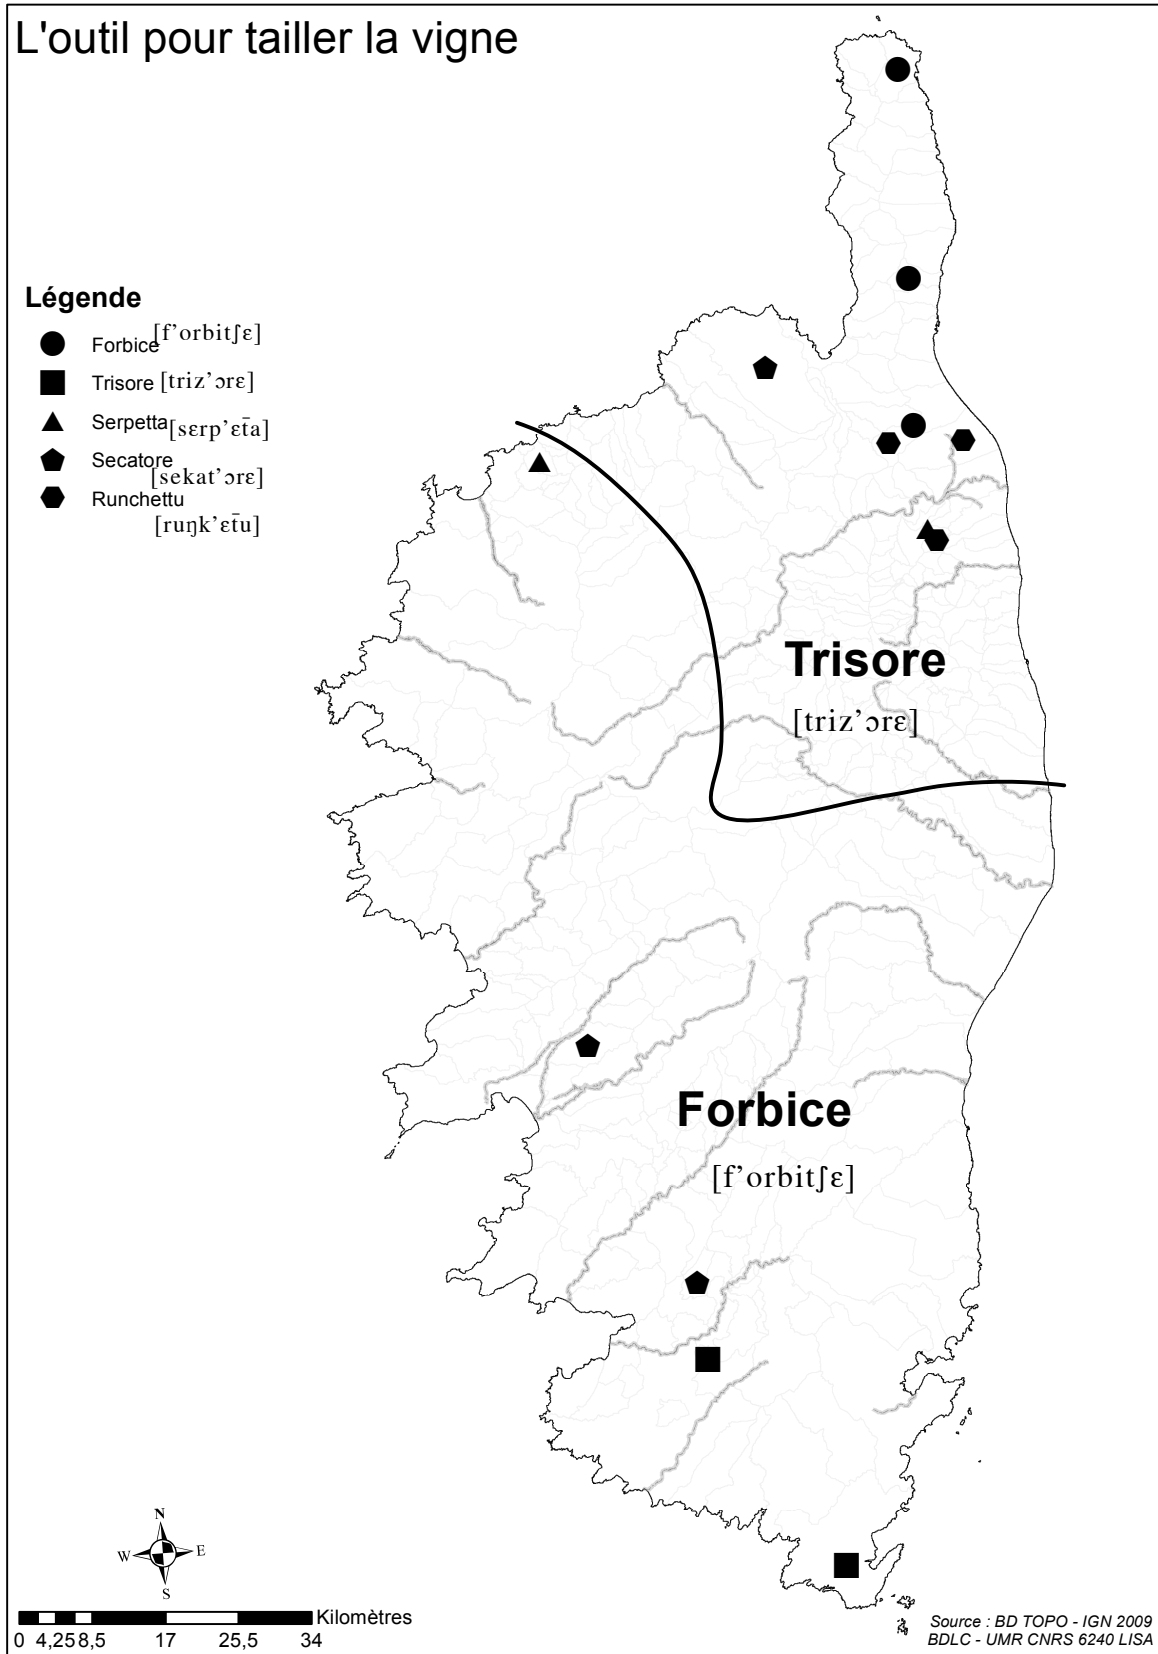 L'outil pour tailler la vigne
Légende
Forbice [f'orbitʃɛ]
Trisore [triz'ɔrɛ]
Serpetta [sɛrp'ɛt̄a]
Secatore
[sekat'ɔrɛ]
Runchettu
[ruŋk'ɛt̄u]
Trisore
[triz'ɔrɛ]
Forbice
[f'orbitʃɛ]
N
W E
S
Kilomètres
0 4,25 8,5 17 25,5 34
Source : BD TOPO - IGN 2009
BDLC - UMR CNRS 6240 LISA